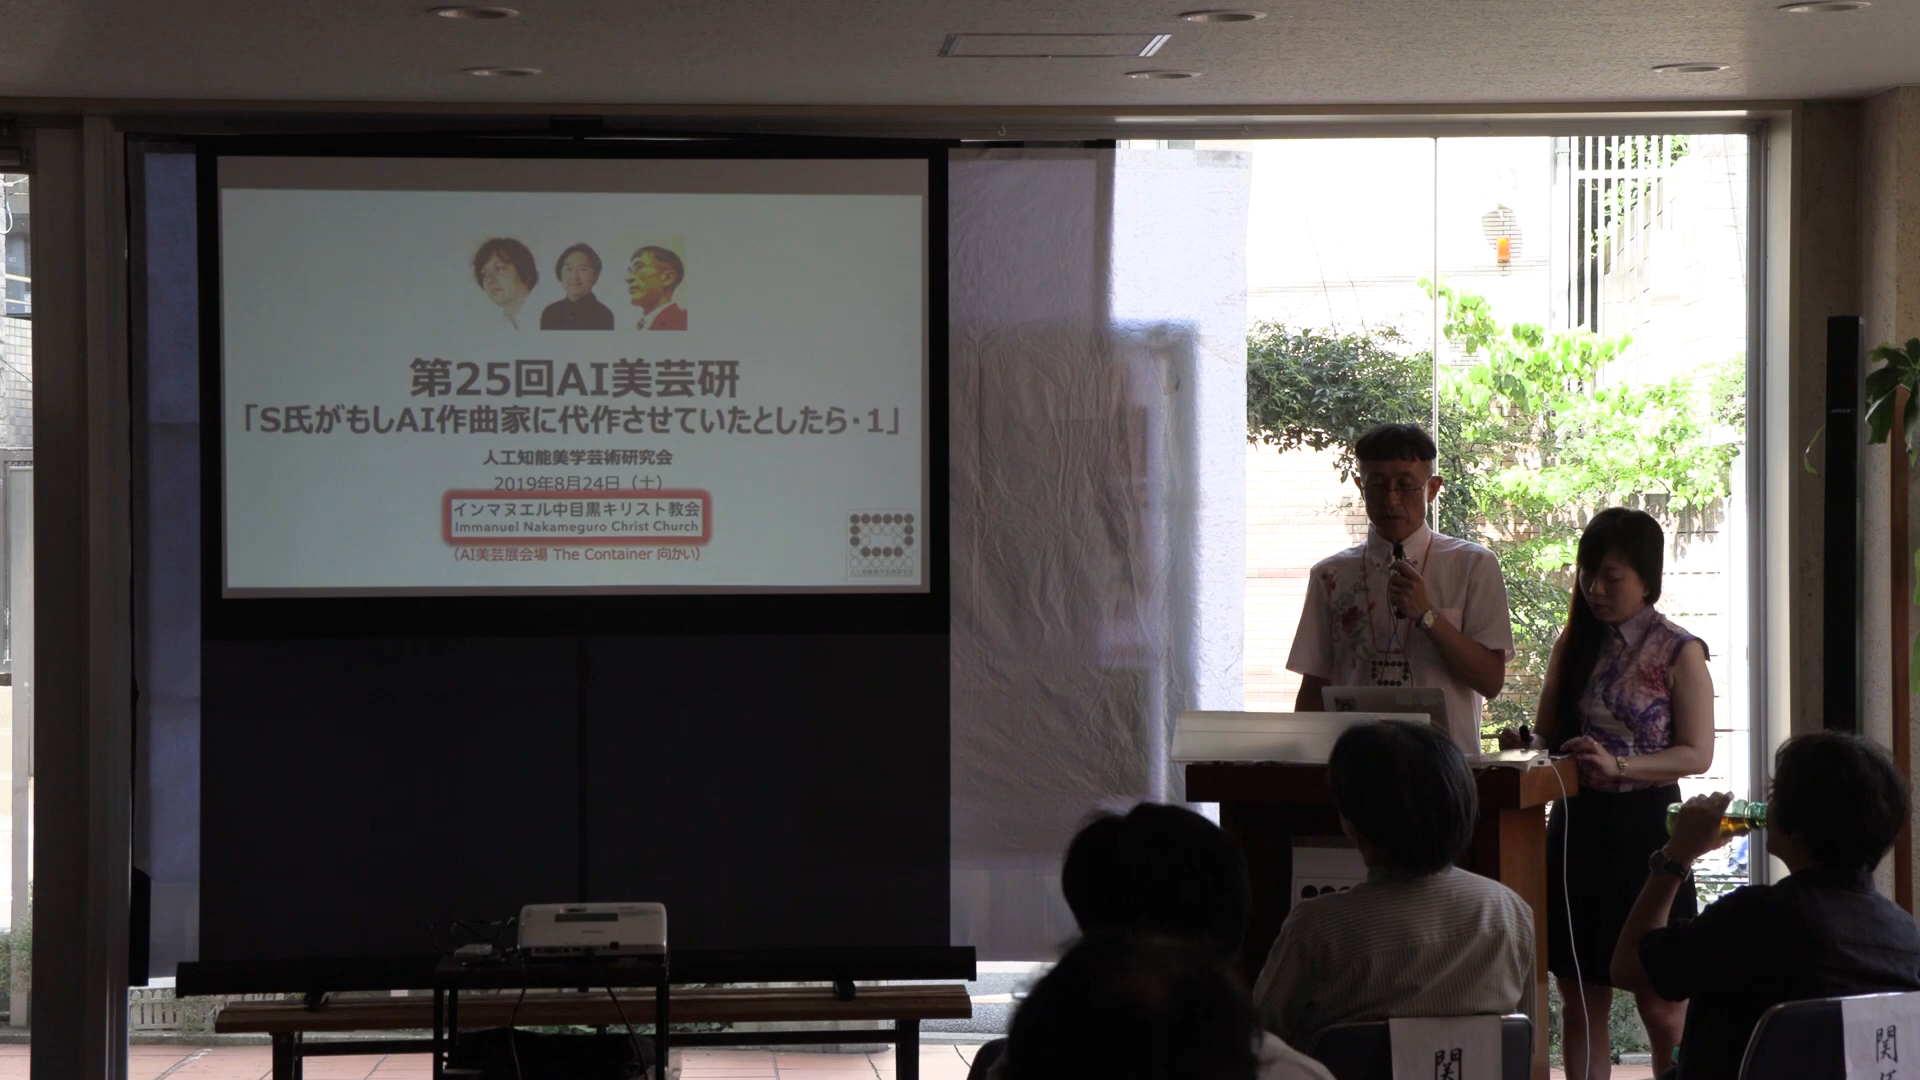 第25回AI美芸研
「S氏がもしAI作曲家に代作させていたとしたら・1」
人工知能美学芸術研究会
2019年8月24日（土）
インマヌエル中目黒キリスト教会
Immanuel Nakameguro Christ Church
（AI美芸展会場 The Container 向かい）
関
関